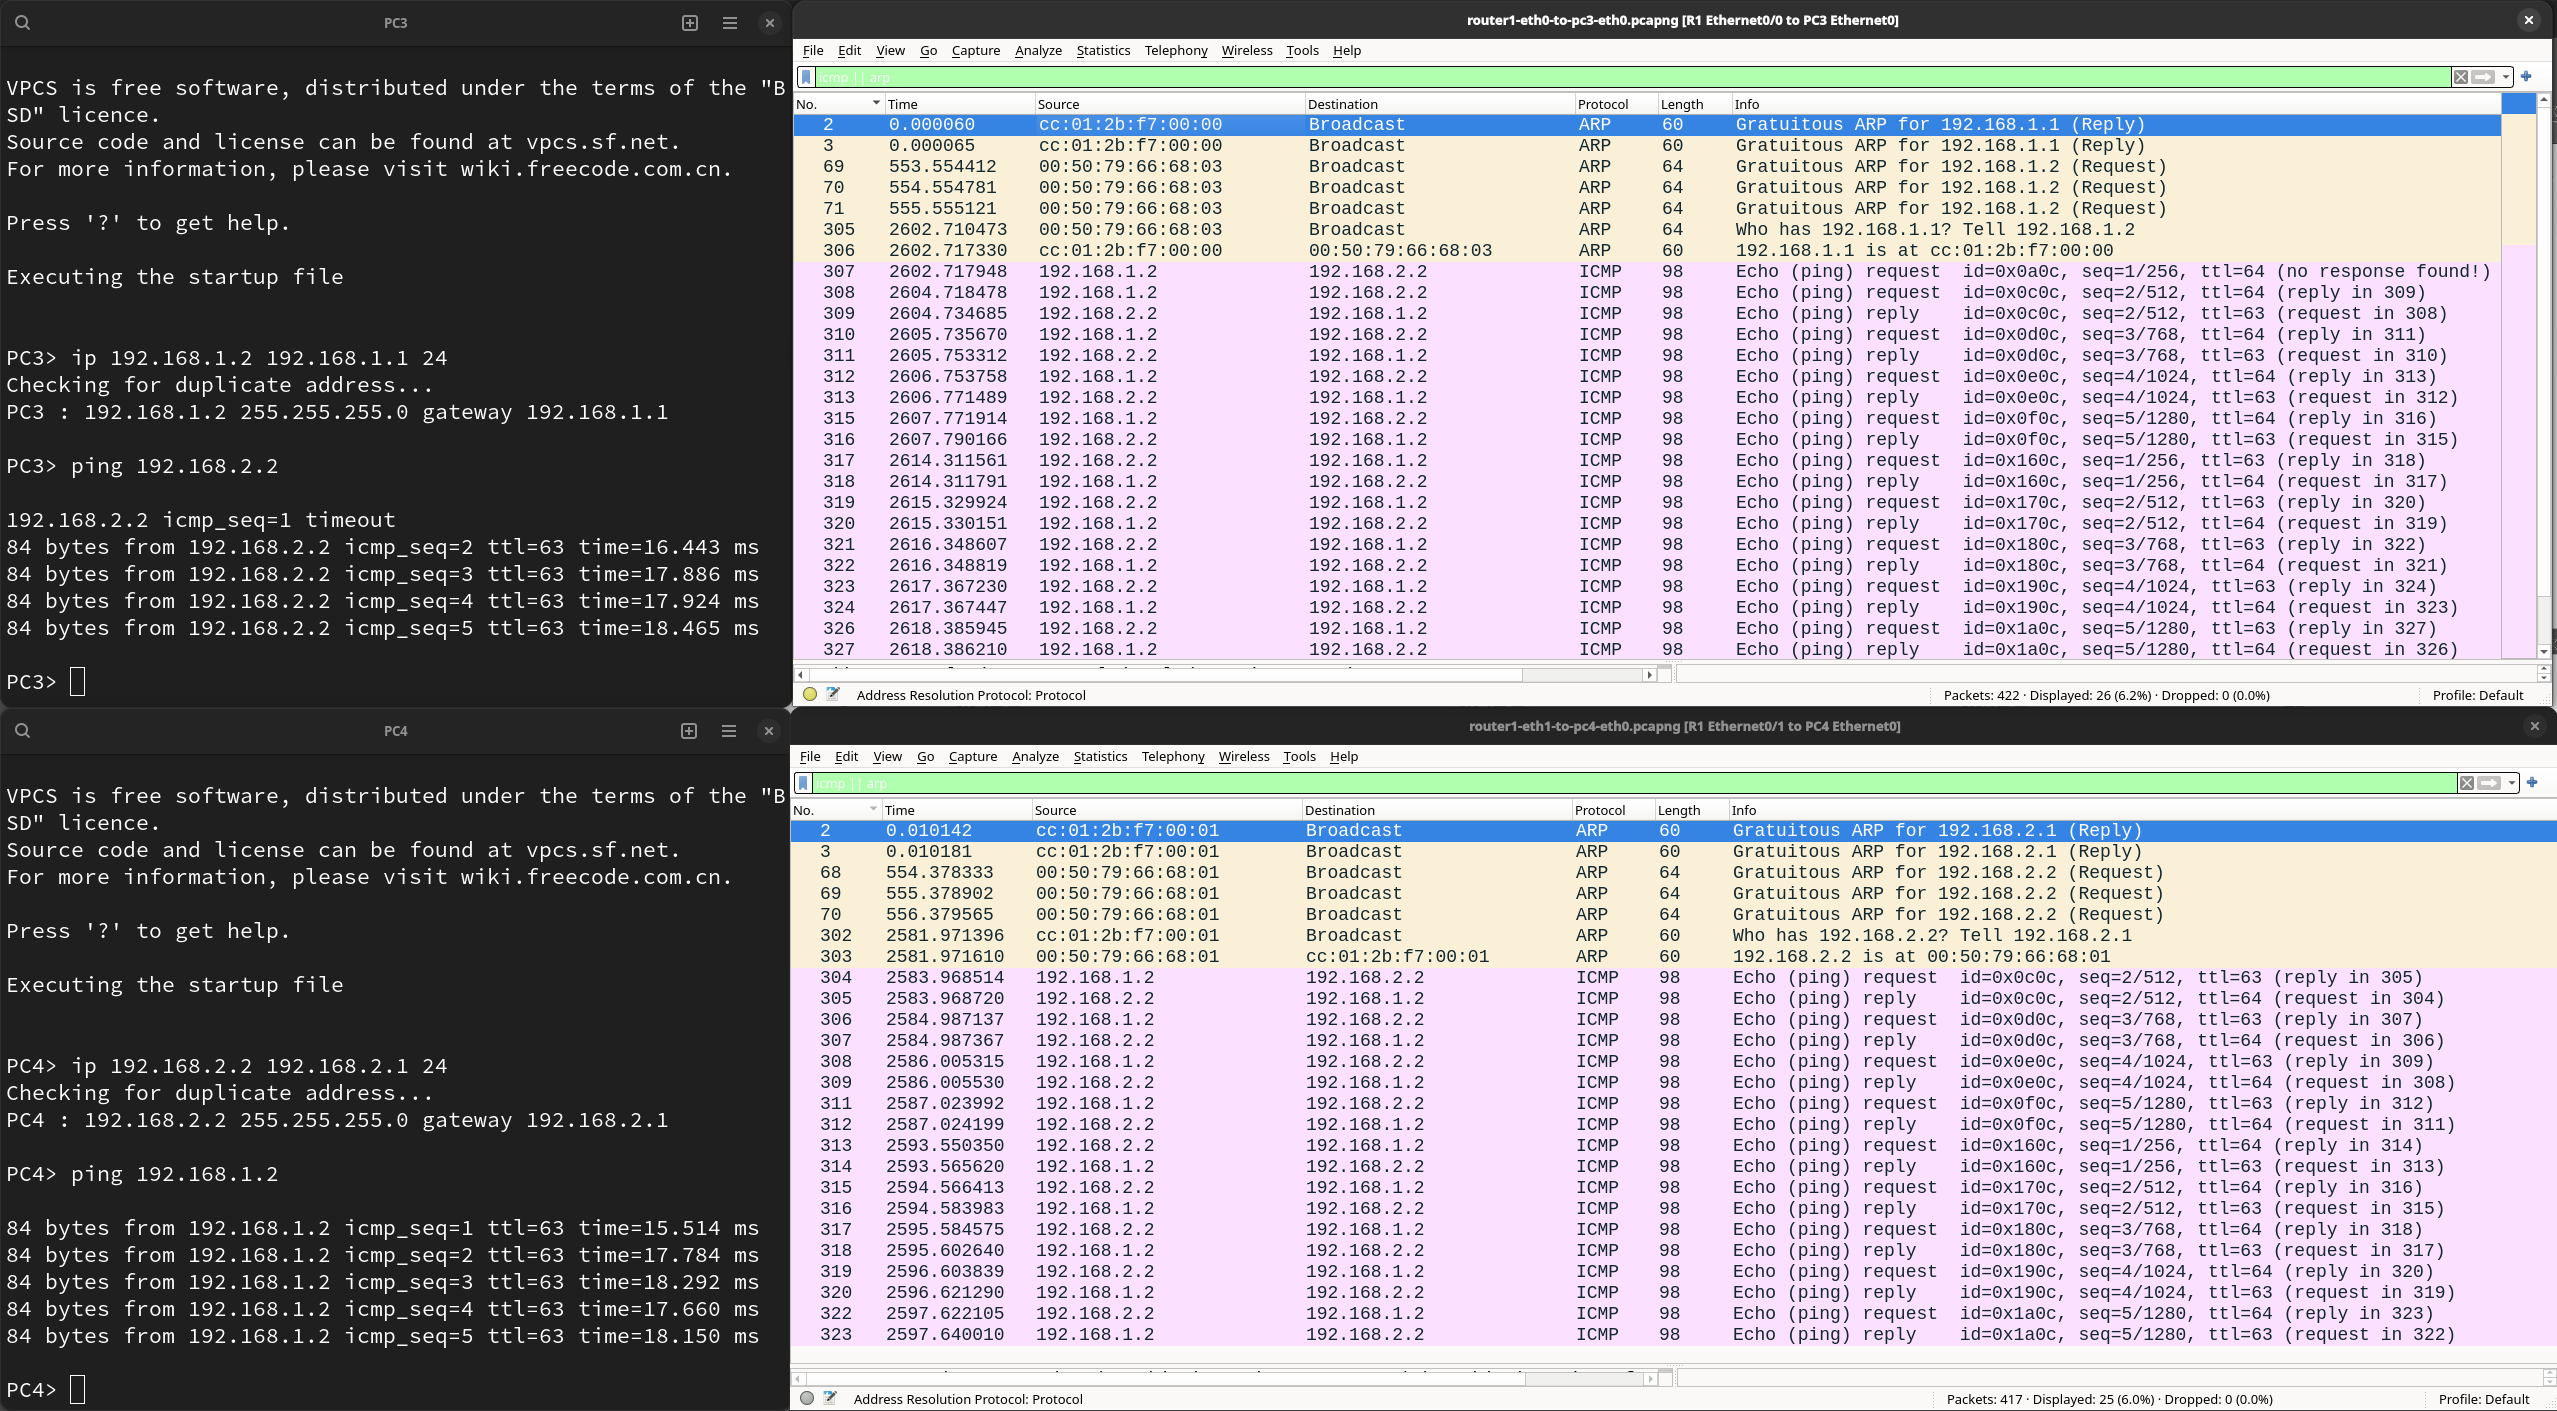 PC3
VPCS is free software, distributed under the terms of the "B
SD" licence.
Source code and license can be found at vpcs.sf.net.
For more information, please visit wiki.freecode.com.cn.
Press '?' to get help.
Executing the startup file
PC3> ip 192.168.1.2 192.168.1.1 24
Checking for duplicate address...
PC3 : 192.168.1.2 255.255.255.0 gateway 192.168.1.1
PC3> ping 192.168.2.2
192.168.2.2 icmp_seq=1 timeout
84 bytes from 192.168.2.2 icmp_seq=2 ttl=63 time=16.443 ms
84 bytes from 192.168.2.2 icmp_seq=3 ttl=63 time=17.886 ms
84 bytes from 192.168.2.2 icmp_seq=4 ttl=63 time=17.924 ms
84 bytes from 192.168.2.2 icmp_seq=5 ttl=63 time=18.465 ms
PC3>
router1-eth0-to-pc3-eth0.pcapng [R1 Ethernet0/0 to PC3 Ethernet0]
File Edit View Go Capture Analyze Statistics Telephony Wireless Tools Help
icmp || arp
No. Time Source Destination Protocol Length Info
2 0.000060 cc:01:2b:f7:00:00 Broadcast ARP 60 Gratuitous ARP for 192.168.1.1 (Reply)
3 0.000065 cc:01:2b:f7:00:00 Broadcast ARP 60 Gratuitous ARP for 192.168.1.1 (Reply)
69 553.554412 00:50:79:66:68:03 Broadcast ARP 64 Gratuitous ARP for 192.168.1.2 (Request)
70 554.554781 00:50:79:66:68:03 Broadcast ARP 64 Gratuitous ARP for 192.168.1.2 (Request)
71 555.555121 00:50:79:66:68:03 Broadcast ARP 64 Gratuitous ARP for 192.168.1.2 (Request)
305 2602.710473 00:50:79:66:68:03 Broadcast ARP 64 Who has 192.168.1.1? Tell 192.168.1.2
306 2602.717330 cc:01:2b:f7:00:00 00:50:79:66:68:03 ARP 60 192.168.1.1 is at cc:01:2b:f7:00:00
307 2602.717948 192.168.1.2 192.168.2.2 ICMP 98 Echo (ping) request id=0x0a0c, seq=1/256, ttl=64 (no response found!)
308 2604.718478 192.168.1.2 192.168.2.2 ICMP 98 Echo (ping) request id=0x0c0c, seq=2/512, ttl=64 (reply in 309)
309 2604.734685 192.168.2.2 192.168.1.2 ICMP 98 Echo (ping) reply id=0x0c0c, seq=2/512, ttl=63 (request in 308)
310 2605.735670 192.168.1.2 192.168.2.2 ICMP 98 Echo (ping) request id=0x0d0c, seq=3/768, ttl=64 (reply in 311)
311 2605.753312 192.168.2.2 192.168.1.2 ICMP 98 Echo (ping) reply id=0x0d0c, seq=3/768, ttl=63 (request in 310)
312 2606.753758 192.168.1.2 192.168.2.2 ICMP 98 Echo (ping) request id=0x0e0c, seq=4/1024, ttl=64 (reply in 313)
313 2606.771489 192.168.2.2 192.168.1.2 ICMP 98 Echo (ping) reply id=0x0e0c, seq=4/1024, ttl=63 (request in 312)
315 2607.771914 192.168.1.2 192.168.2.2 ICMP 98 Echo (ping) request id=0x0f0c, seq=5/1280, ttl=64 (reply in 316)
316 2607.790166 192.168.2.2 192.168.1.2 ICMP 98 Echo (ping) reply id=0x0f0c, seq=5/1280, ttl=63 (request in 315)
317 2614.311561 192.168.2.2 192.168.1.2 ICMP 98 Echo (ping) request id=0x160c, seq=1/256, ttl=63 (reply in 318)
318 2614.311791 192.168.1.2 192.168.2.2 ICMP 98 Echo (ping) reply id=0x160c, seq=1/256, ttl=64 (request in 317)
319 2615.329924 192.168.2.2 192.168.1.2 ICMP 98 Echo (ping) request id=0x170c, seq=2/512, ttl=63 (reply in 320)
320 2615.330151 192.168.1.2 192.168.2.2 ICMP 98 Echo (ping) reply id=0x170c, seq=2/512, ttl=64 (request in 319)
321 2616.348607 192.168.2.2 192.168.1.2 ICMP 98 Echo (ping) request id=0x180c, seq=3/768, ttl=63 (reply in 322)
322 2616.348819 192.168.1.2 192.168.2.2 ICMP 98 Echo (ping) reply id=0x180c, seq=3/768, ttl=64 (request in 321)
323 2617.367230 192.168.2.2 192.168.1.2 ICMP 98 Echo (ping) request id=0x190c, seq=4/1024, ttl=63 (reply in 324)
324 2617.367447 192.168.1.2 192.168.2.2 ICMP 98 Echo (ping) reply id=0x190c, seq=4/1024, ttl=64 (request in 323)
326 2618.385945 192.168.2.2 192.168.1.2 ICMP 98 Echo (ping) request id=0x1a0c, seq=5/1280, ttl=63 (reply in 327)
327 2618.386210 192.168.1.2 192.168.2.2 ICMP 98 Echo (ping) reply id=0x1a0c, seq=5/1280, ttl=64 (request in 326)
Address Resolution Protocol: Protocol
Packets: 422 · Displayed: 26 (6.2%) · Dropped: 0 (0.0%)
Profile: Default
PC4
VPCS is free software, distributed under the terms of the "B
SD" licence.
Source code and license can be found at vpcs.sf.net.
For more information, please visit wiki.freecode.com.cn.
Press '?' to get help.
Executing the startup file
PC4> ip 192.168.2.2 192.168.2.1 24
Checking for duplicate address...
PC4 : 192.168.2.2 255.255.255.0 gateway 192.168.2.1
PC4> ping 192.168.1.2
84 bytes from 192.168.1.2 icmp_seq=1 ttl=63 time=15.514 ms
84 bytes from 192.168.1.2 icmp_seq=2 ttl=63 time=17.784 ms
84 bytes from 192.168.1.2 icmp_seq=3 ttl=63 time=18.292 ms
84 bytes from 192.168.1.2 icmp_seq=4 ttl=63 time=17.660 ms
84 bytes from 192.168.1.2 icmp_seq=5 ttl=63 time=18.150 ms
PC4>
router1-eth1-to-pc4-eth0.pcapng [R1 Ethernet0/1 to PC4 Ethernet0]
File Edit View Go Capture Analyze Statistics Telephony Wireless Tools Help
icmp || arp
No. Time Source Destination Protocol Length Info
2 0.010142 cc:01:2b:f7:00:01 Broadcast ARP 60 Gratuitous ARP for 192.168.2.1 (Reply)
3 0.010181 cc:01:2b:f7:00:01 Broadcast ARP 60 Gratuitous ARP for 192.168.2.1 (Reply)
68 554.378333 00:50:79:66:68:01 Broadcast ARP 64 Gratuitous ARP for 192.168.2.2 (Request)
69 555.378902 00:50:79:66:68:01 Broadcast ARP 64 Gratuitous ARP for 192.168.2.2 (Request)
70 556.379565 00:50:79:66:68:01 Broadcast ARP 64 Gratuitous ARP for 192.168.2.2 (Request)
302 2581.971396 cc:01:2b:f7:00:01 Broadcast ARP 60 Who has 192.168.2.2? Tell 192.168.2.1
303 2581.971610 00:50:79:66:68:01 cc:01:2b:f7:00:01 ARP 60 192.168.2.2 is at 00:50:79:66:68:01
304 2583.968514 192.168.1.2 192.168.2.2 ICMP 98 Echo (ping) request id=0x0c0c, seq=2/512, ttl=63 (reply in 305)
305 2583.968720 192.168.2.2 192.168.1.2 ICMP 98 Echo (ping) reply id=0x0c0c, seq=2/512, ttl=64 (request in 304)
306 2584.987137 192.168.1.2 192.168.2.2 ICMP 98 Echo (ping) request id=0x0d0c, seq=3/768, ttl=63 (reply in 307)
307 2584.987367 192.168.2.2 192.168.1.2 ICMP 98 Echo (ping) reply id=0x0d0c, seq=3/768, ttl=64 (request in 306)
308 2586.005315 192.168.1.2 192.168.2.2 ICMP 98 Echo (ping) request id=0x0e0c, seq=4/1024, ttl=63 (reply in 309)
309 2586.005530 192.168.2.2 192.168.1.2 ICMP 98 Echo (ping) reply id=0x0e0c, seq=4/1024, ttl=64 (request in 308)
311 2587.023992 192.168.1.2 192.168.2.2 ICMP 98 Echo (ping) request id=0x0f0c, seq=5/1280, ttl=63 (reply in 312)
312 2587.024199 192.168.2.2 192.168.1.2 ICMP 98 Echo (ping) reply id=0x0f0c, seq=5/1280, ttl=64 (request in 311)
313 2593.550350 192.168.2.2 192.168.1.2 ICMP 98 Echo (ping) request id=0x160c, seq=1/256, ttl=64 (reply in 314)
314 2593.565620 192.168.1.2 192.168.2.2 ICMP 98 Echo (ping) reply id=0x160c, seq=1/256, ttl=63 (request in 313)
315 2594.566413 192.168.2.2 192.168.1.2 ICMP 98 Echo (ping) request id=0x170c, seq=2/512, ttl=64 (reply in 316)
316 2594.583983 192.168.1.2 192.168.2.2 ICMP 98 Echo (ping) reply id=0x170c, seq=2/512, ttl=63 (request in 315)
317 2595.584575 192.168.2.2 192.168.1.2 ICMP 98 Echo (ping) request id=0x180c, seq=3/768, ttl=64 (reply in 318)
318 2595.602640 192.168.1.2 192.168.2.2 ICMP 98 Echo (ping) reply id=0x180c, seq=3/768, ttl=63 (request in 317)
319 2596.603839 192.168.2.2 192.168.1.2 ICMP 98 Echo (ping) request id=0x190c, seq=4/1024, ttl=64 (reply in 320)
320 2596.621290 192.168.1.2 192.168.2.2 ICMP 98 Echo (ping) reply id=0x190c, seq=4/1024, ttl=63 (request in 319)
322 2597.622105 192.168.2.2 192.168.1.2 ICMP 98 Echo (ping) request id=0x1a0c, seq=5/1280, ttl=64 (reply in 323)
323 2597.640010 192.168.1.2 192.168.2.2 ICMP 98 Echo (ping) reply id=0x1a0c, seq=5/1280, ttl=63 (request in 322)
Address Resolution Protocol: Protocol
Packets: 417 · Displayed: 25 (6.0%) · Dropped: 0 (0.0%)
Profile: Default